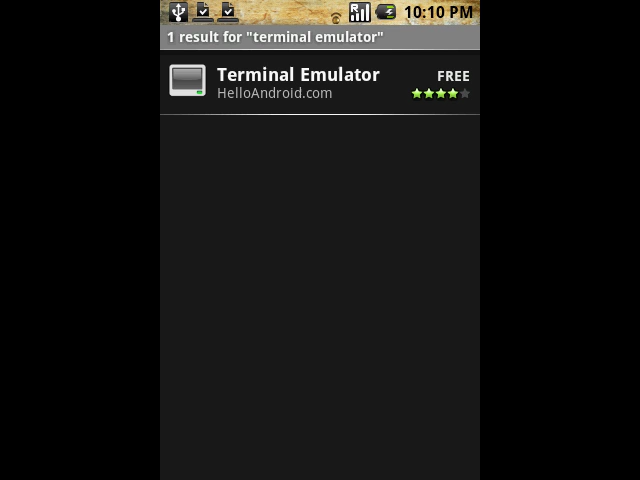 R 10:10 PM
1 result for "terminal emulator"
Terminal Emulator FREE
HelloAndroid.com